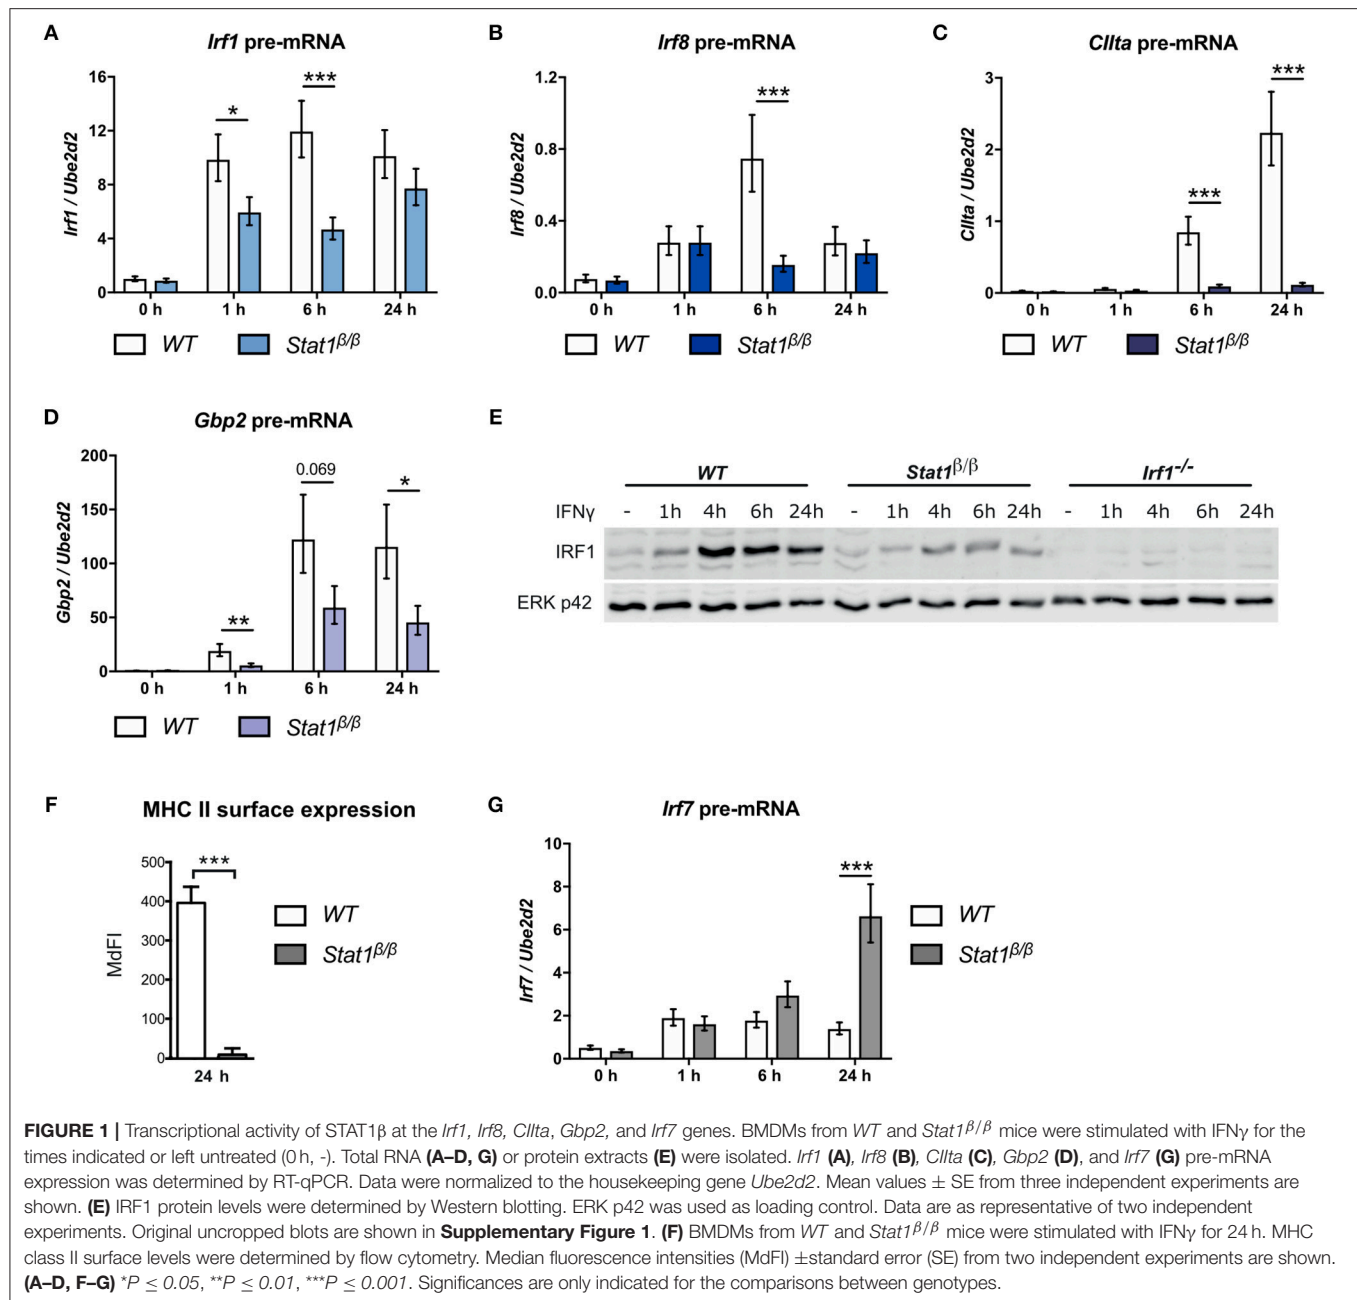 A
Irf1 pre-mRNA
Irf1 / Ube2d2
16
12
8
4
0
*
***
0 h
1 h
6 h
24 h
WT
Stat1β/β
B
Irf8 pre-mRNA
Irf8 / Ube2d2
1.2
0.8
0.4
0.0
***
0 h
1 h
6 h
24 h
WT
Stat1β/β
C
CIIta pre-mRNA
CIIta / Ube2d2
3
2
1
0
***
***
0 h
1 h
6 h
24 h
WT
Stat1β/β
D
Gbp2 pre-mRNA
Gbp2 / Ube2d2
200
150
100
50
0
**
0.069
*
0 h
1 h
6 h
24 h
WT
Stat1β/β
E
WT Stat1β/β Irf1-/-
IFNγ - 1h 4h 6h 24h - 1h 4h 6h 24h - 1h 4h 6h 24h
IRF1
ERK p42
F
MHC II surface expression
MdFI
500
400
300
200
100
0
***
24 h
WT
Stat1β/β
G
Irf7 pre-mRNA
Irf7 / Ube2d2
10
8
6
4
2
0
***
0 h
1 h
6 h
24 h
WT
Stat1β/β
FIGURE 1 | Transcriptional activity of STAT1β at the Irf1, Irf8, CIIta, Gbp2, and Irf7 genes. BMDMs from WT and Stat1β/β mice were stimulated with IFNγ for the
times indicated or left untreated (0 h, -). Total RNA (A–D, G) or protein extracts (E) were isolated. Irf1 (A), Irf8 (B), CIIta (C), Gbp2 (D), and Irf7 (G) pre-mRNA
expression was determined by RT-qPCR. Data were normalized to the housekeeping gene Ube2d2. Mean values ± SE from three independent experiments are
shown. (E) IRF1 protein levels were determined by Western blotting. ERK p42 was used as loading control. Data are as representative of two independent
experiments. Original uncropped blots are shown in Supplementary Figure 1. (F) BMDMs from WT and Stat1β/β mice were stimulated with IFNγ for 24 h. MHC
class II surface levels were determined by flow cytometry. Median fluorescence intensities (MdFI) ±standard error (SE) from two independent experiments are shown.
(A–D, F–G) *P ≤ 0.05, **P ≤ 0.01, ***P ≤ 0.001. Significances are only indicated for the comparisons between genotypes.